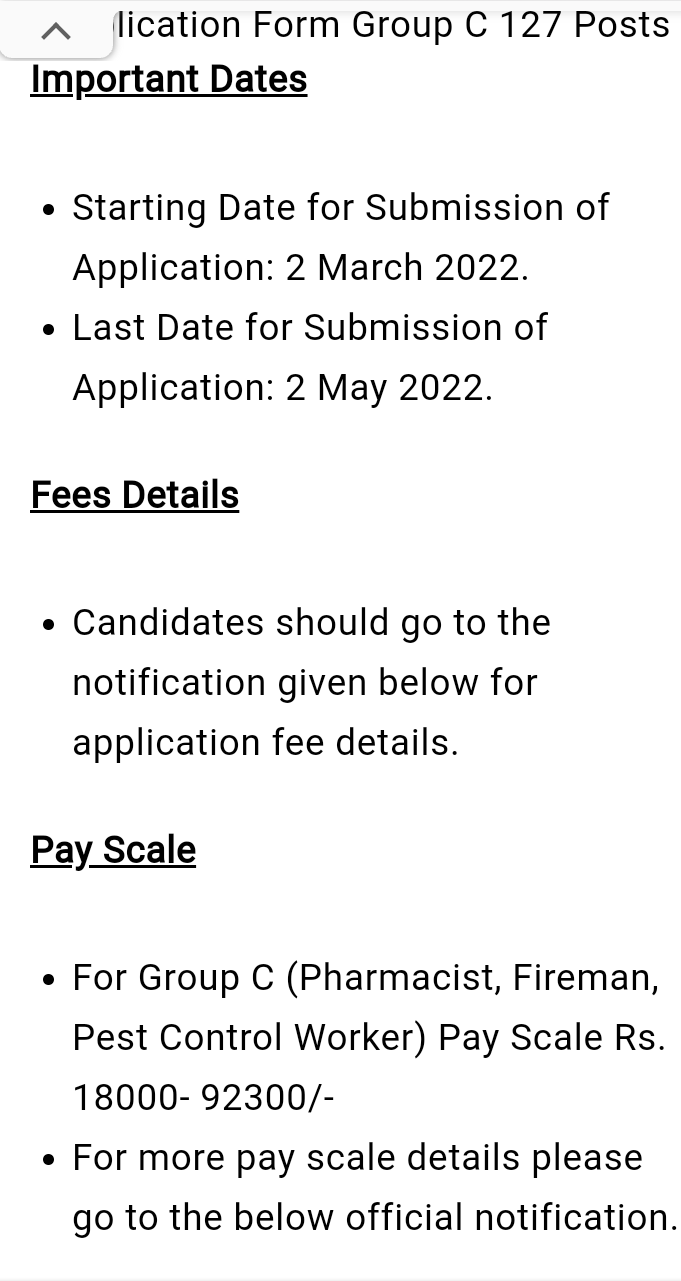 lication Form Group C 127 Posts
Important Dates
Starting Date for Submission of
Application: 2 March 2022.
Last Date for Submission of
Application: 2 May 2022.
Fees Details
Candidates should go to the
notification given below for
application fee details.
Pay Scale
For Group C (Pharmacist, Fireman,
Pest Control Worker) Pay Scale Rs.
18000- 92300/-
For more pay scale details please
go to the below official notification.